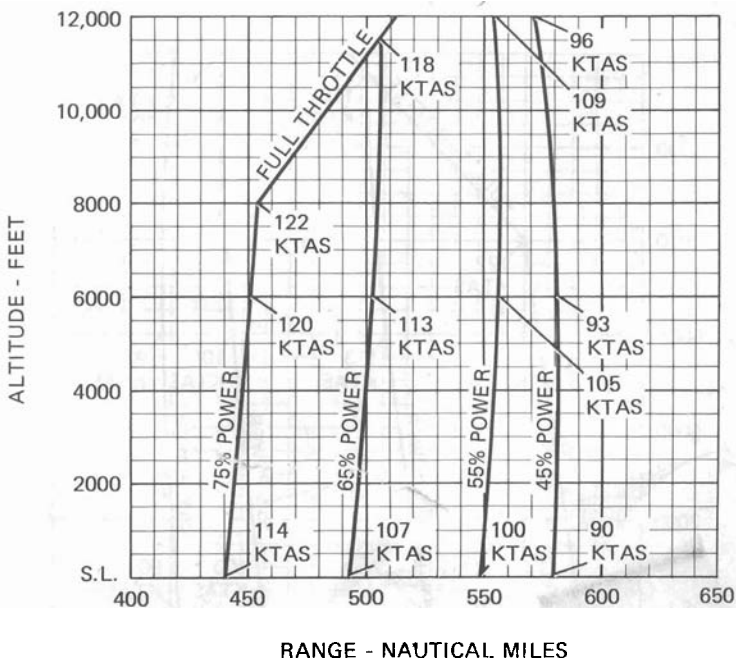 12,000
10,000
8000
6000
4000
2000
S.L.
ALTITUDE - FEET
400
450
500
550
600
650
RANGE - NAUTICAL MILES
FULL THROTTLE
118
KTAS
96
KTAS
109
KTAS
122
KTAS
120
KTAS
113
KTAS
93
KTAS
105
KTAS
75% POWER
65% POWER
55% POWER
45% POWER
114
KTAS
107
KTAS
100
KTAS
90
KTAS